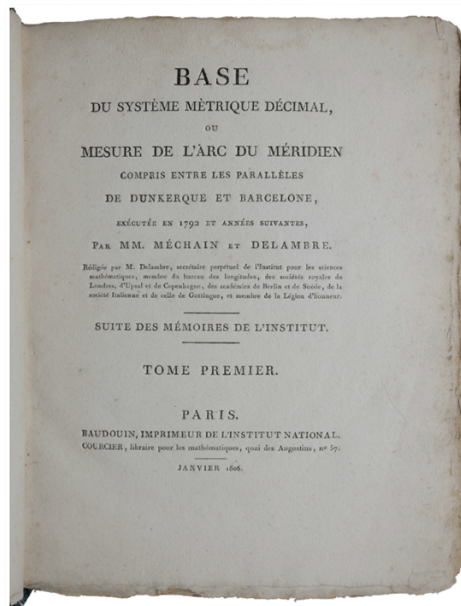 BASE
DU SYSTÈME MÈTRIQUE DÉCIMAL,
OU
MESURE DE L'ÀRC DU MÉRIDIEN
COMPRIS ENTRE LES PARALLÈLES
DE DUNKERQUE ET BARCELONE,
EXÉCUTÉE EN 1792 ET ANNÉES SUIVANTES,
PAR MM. MÉCHAIN ET DELAMBRE.
Rédigée par M. Delambre, secrétaire perpétuel de l'Institut pour les sciences
mathématiques, membre du bureau des longitudes, des sociétés royales de
Londres, d'Upsal et de Copenhague, des académies de Berlin et de Suède, de la
société Italienne et de celle de Gottingue, et membre de la Légion d'honneur.
SUITE DES MÉMOIRES DE L'INSTITUT.
TOME PREMIER.
PARIS.
BAUDOUIN, IMPRIMEUR DE L'INSTITUT NATIONAL.
COURCIER, libraire pour les mathématiques, quai des Augustins, nº 57.
JANVIER 1806.